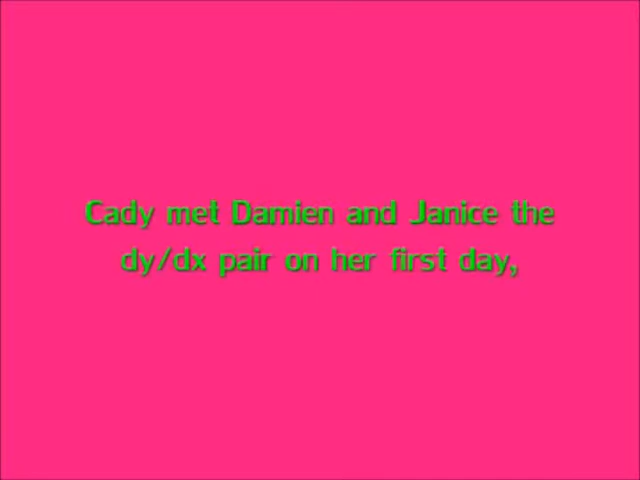 Cady met Damien and Janice the
dy/dx pair on her first day,